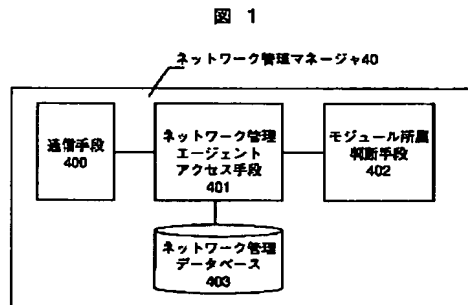 図 1
ネットワーク管理マネージャ40
通信手段
400
ネットワーク管理
エージェント
アクセス手段
401
モジュール所属
判断手段
402
ネットワーク管理
データベース
403